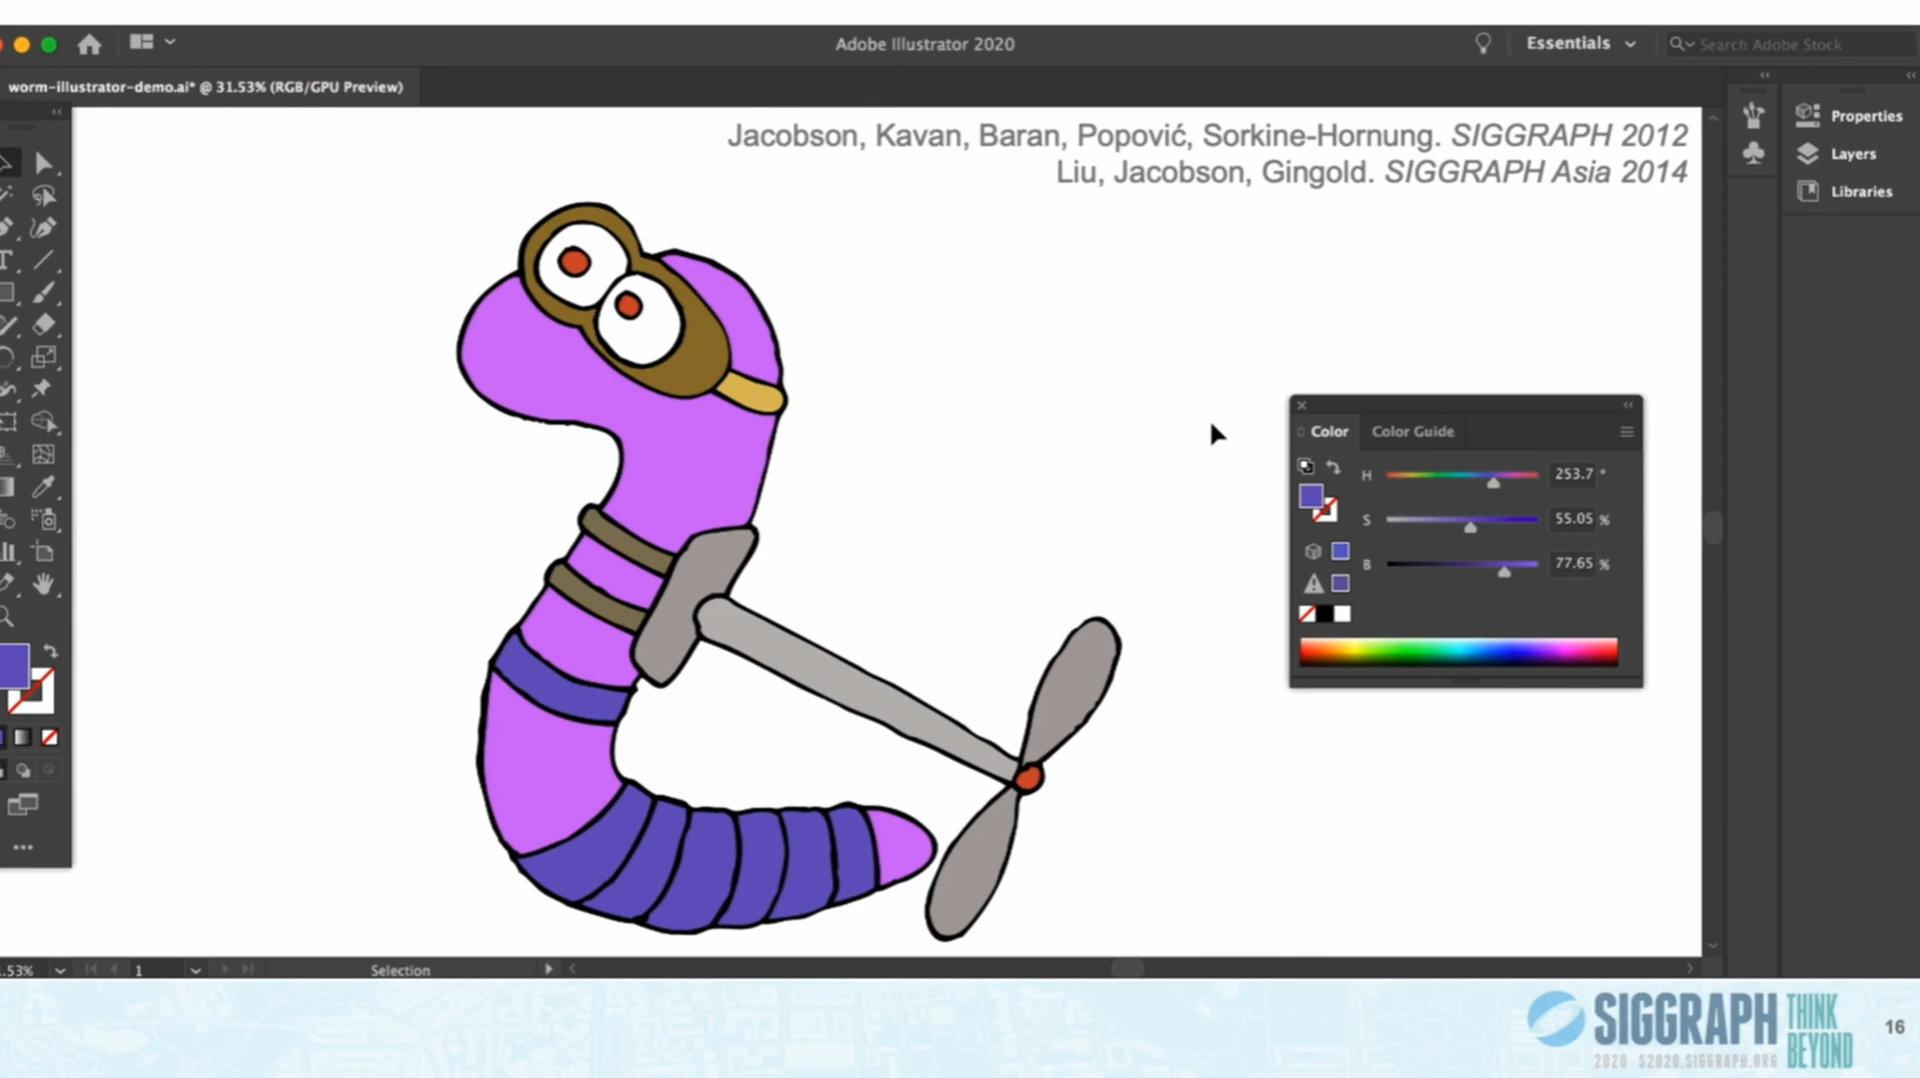 Adobe Illustrator 2020
Essentials
Search Adobe Stock
worm-illustrator-demo.ai* @ 31.53% (RGB/GPU Preview)
Jacobson, Kavan, Baran, Popović, Sorkine-Hornung. SIGGRAPH 2012
Liu, Jacobson, Gingold. SIGGRAPH Asia 2014
Properties
Layers
Libraries
Color
Color Guide
H 253.7 °
S 55.05 %
B 77.65 %
.53%
1
Selection
SIGGRAPH
THINK
BEYOND
2020 S2020.SIGGRAPH.ORG
16